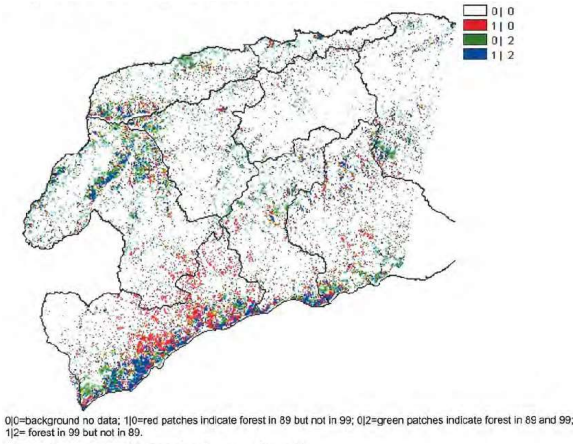 0| 0
1| 0
0| 2
1| 2
0|0=background no data; 1|0=red patches indicate forest in 89 but not in 99; 0|2=green patches indicate forest in 89 and 99;
1|2= forest in 99 but not in 89.